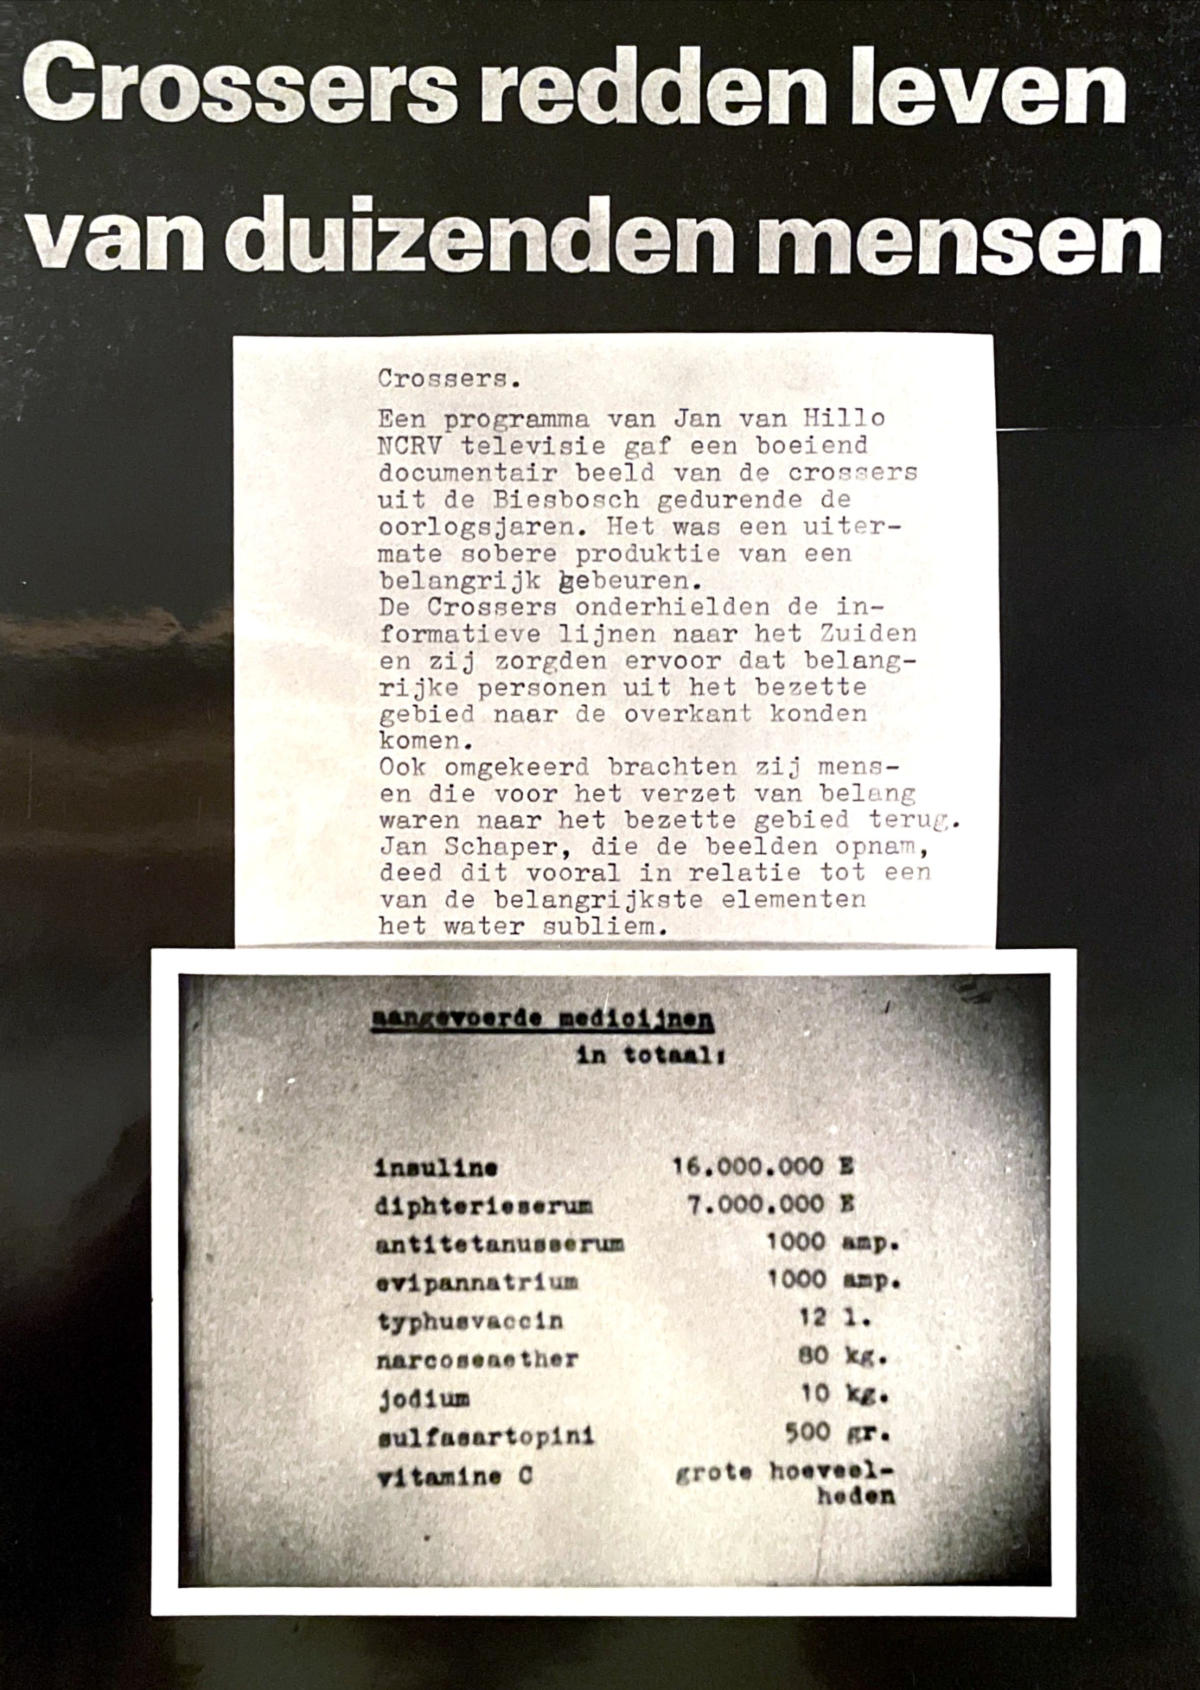 Crossers redden leven
van duizenden mensen
Crossers.
Een programma van Jan van Hillo
NCRV televisie gaf een boeiend
documentair beeld van de crossers
uit de Biesbosch gedurende de
oorlogsjaren. Het was een uiter-
mate sobere produktie van een
belangrijk gebeuren.
De Crossers onderhielden de in-
formatieve lijnen naar het Zuiden
en zij zorgden ervoor dat belang-
rijke personen uit het bezette
gebied naar de overkant konden
komen.
Ook omgekeerd brachten zij mens-
en die voor het verzet van belang
waren naar het bezette gebied terug.
Jan Schaper, die de beelden opnam,
deed dit vooral in relatie tot een
van de belangrijkste elementen
het water subliem.
aangevoerde medicijnen
in totaal:
insuline 16.000.000 E
diphterieserum 7.000.000 E
antitetanusserum 1000 amp.
evipannatrium 1000 amp.
typhusvaccin 12 l.
narcoseaether 80 kg.
jodium 10 kg.
sulfasartopini 500 gr.
vitamine C grote hoeveel-
heden